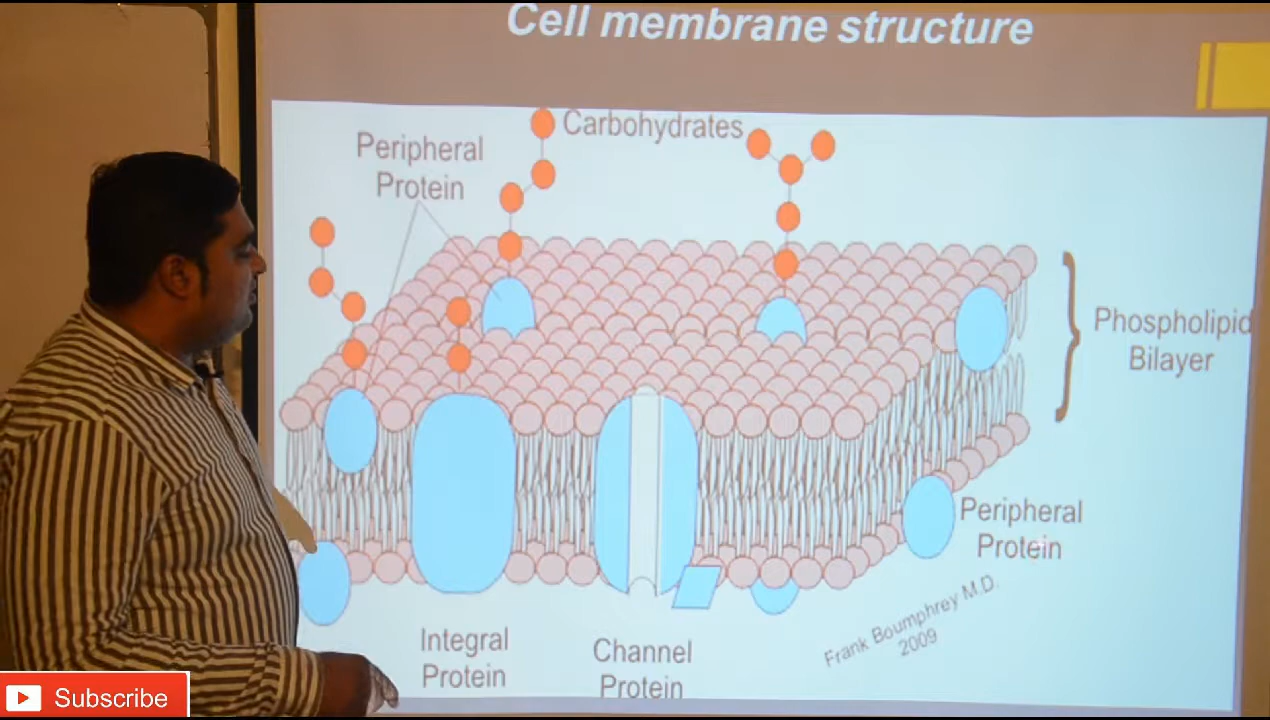 Cell membrane structure
Carbohydrates
Peripheral
Protein
Phospholipid
Bilayer
Peripheral
Protein
Frank Boumphrey M.D.
2009
Integral
Protein
Channel
Protein
Subscribe